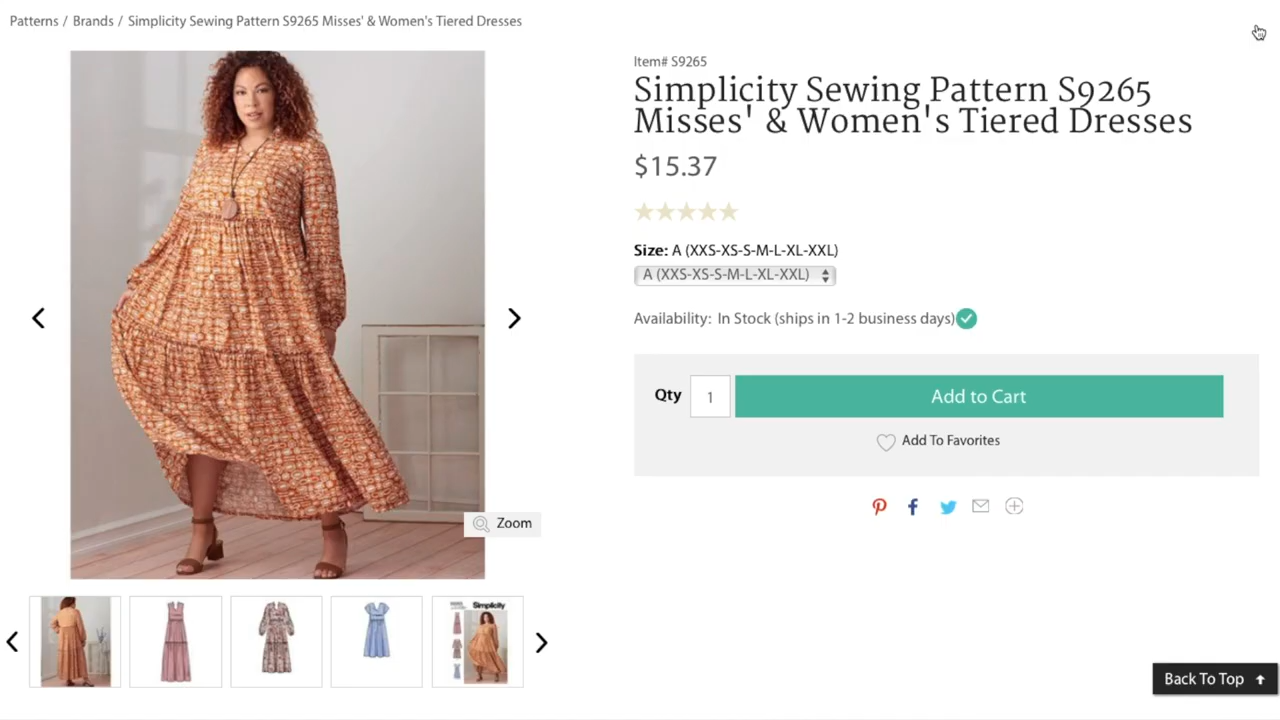 Patterns / Brands / Simplicity Sewing Pattern S9265 Misses' & Women's Tiered Dresses
Item# S9265
Simplicity Sewing Pattern S9265
Misses' & Women's Tiered Dresses
$15.37
Size: A (XXS-XS-S-M-L-XL-XXL)
A (XXS-XS-S-M-L-XL-XXL)
Availability: In Stock (ships in 1-2 business days)
Qty 1 Add to Cart
Add To Favorites
Zoom
Simplicity
Back To Top